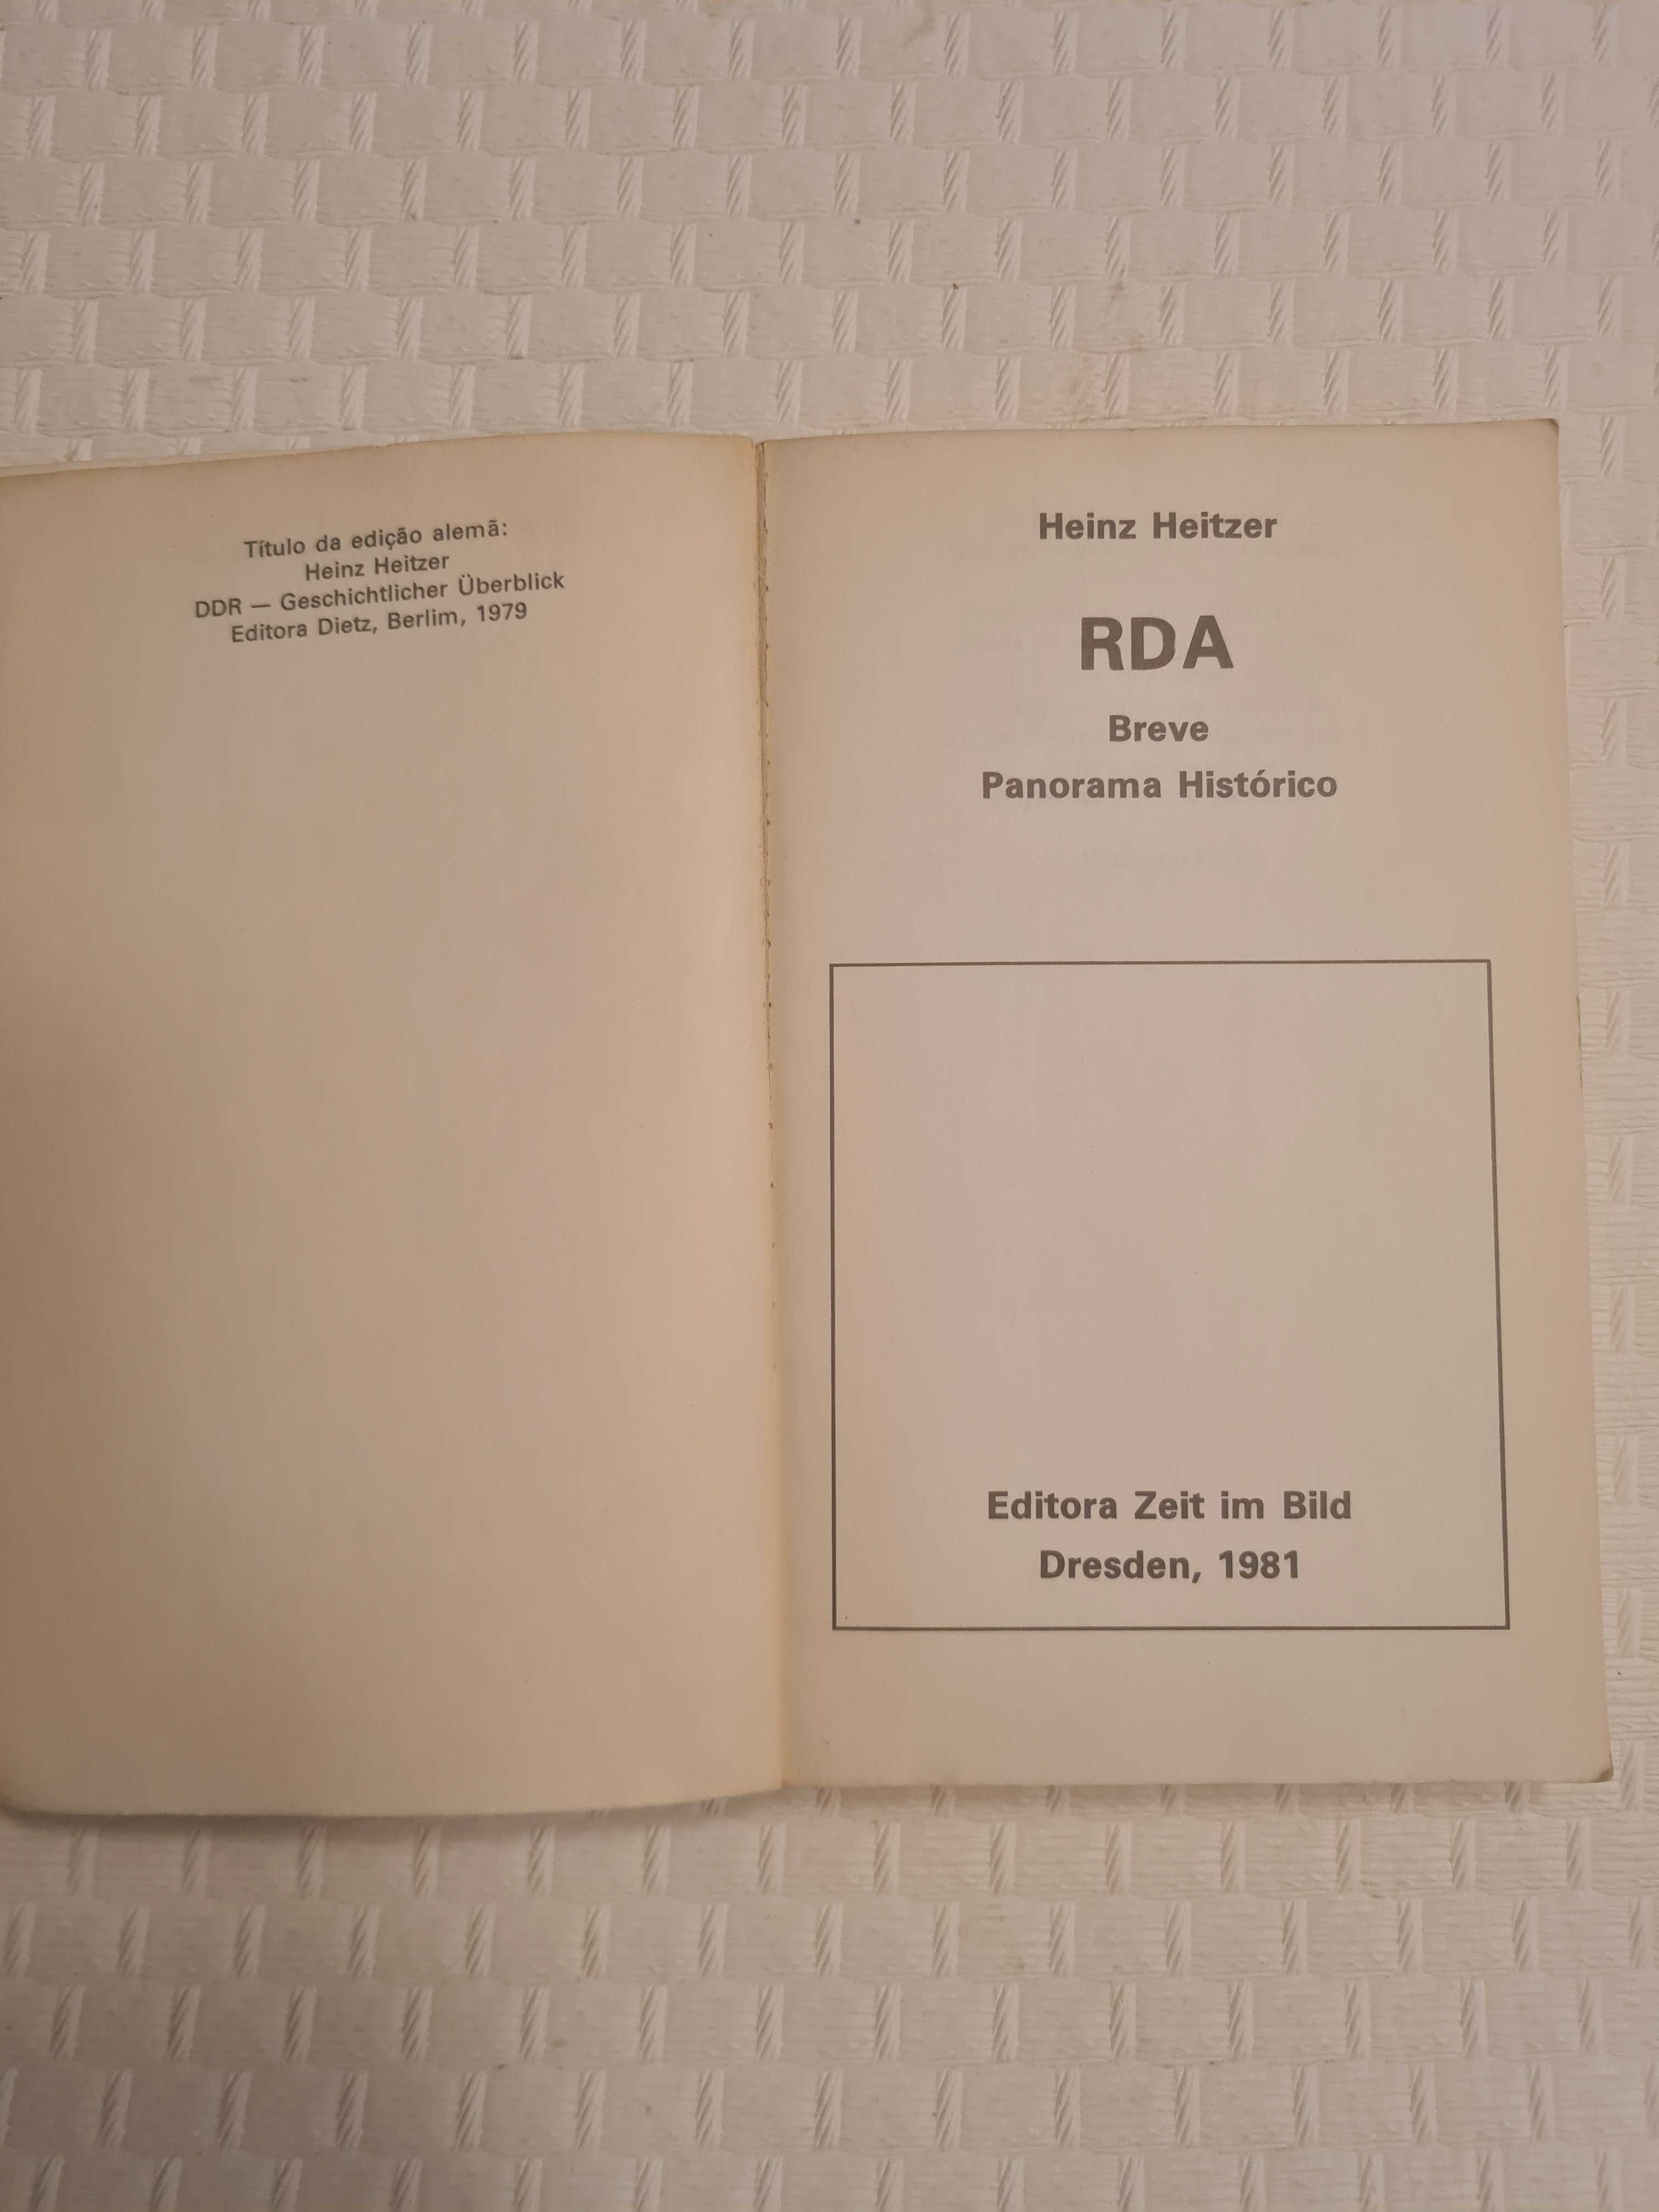 Título da edição alemã:
Heinz Heitzer
DDR — Geschichtlicher Überblick
Editora Dietz, Berlim, 1979
Heinz Heitzer
RDA
Breve
Panorama Histórico
Editora Zeit im Bild
Dresden, 1981